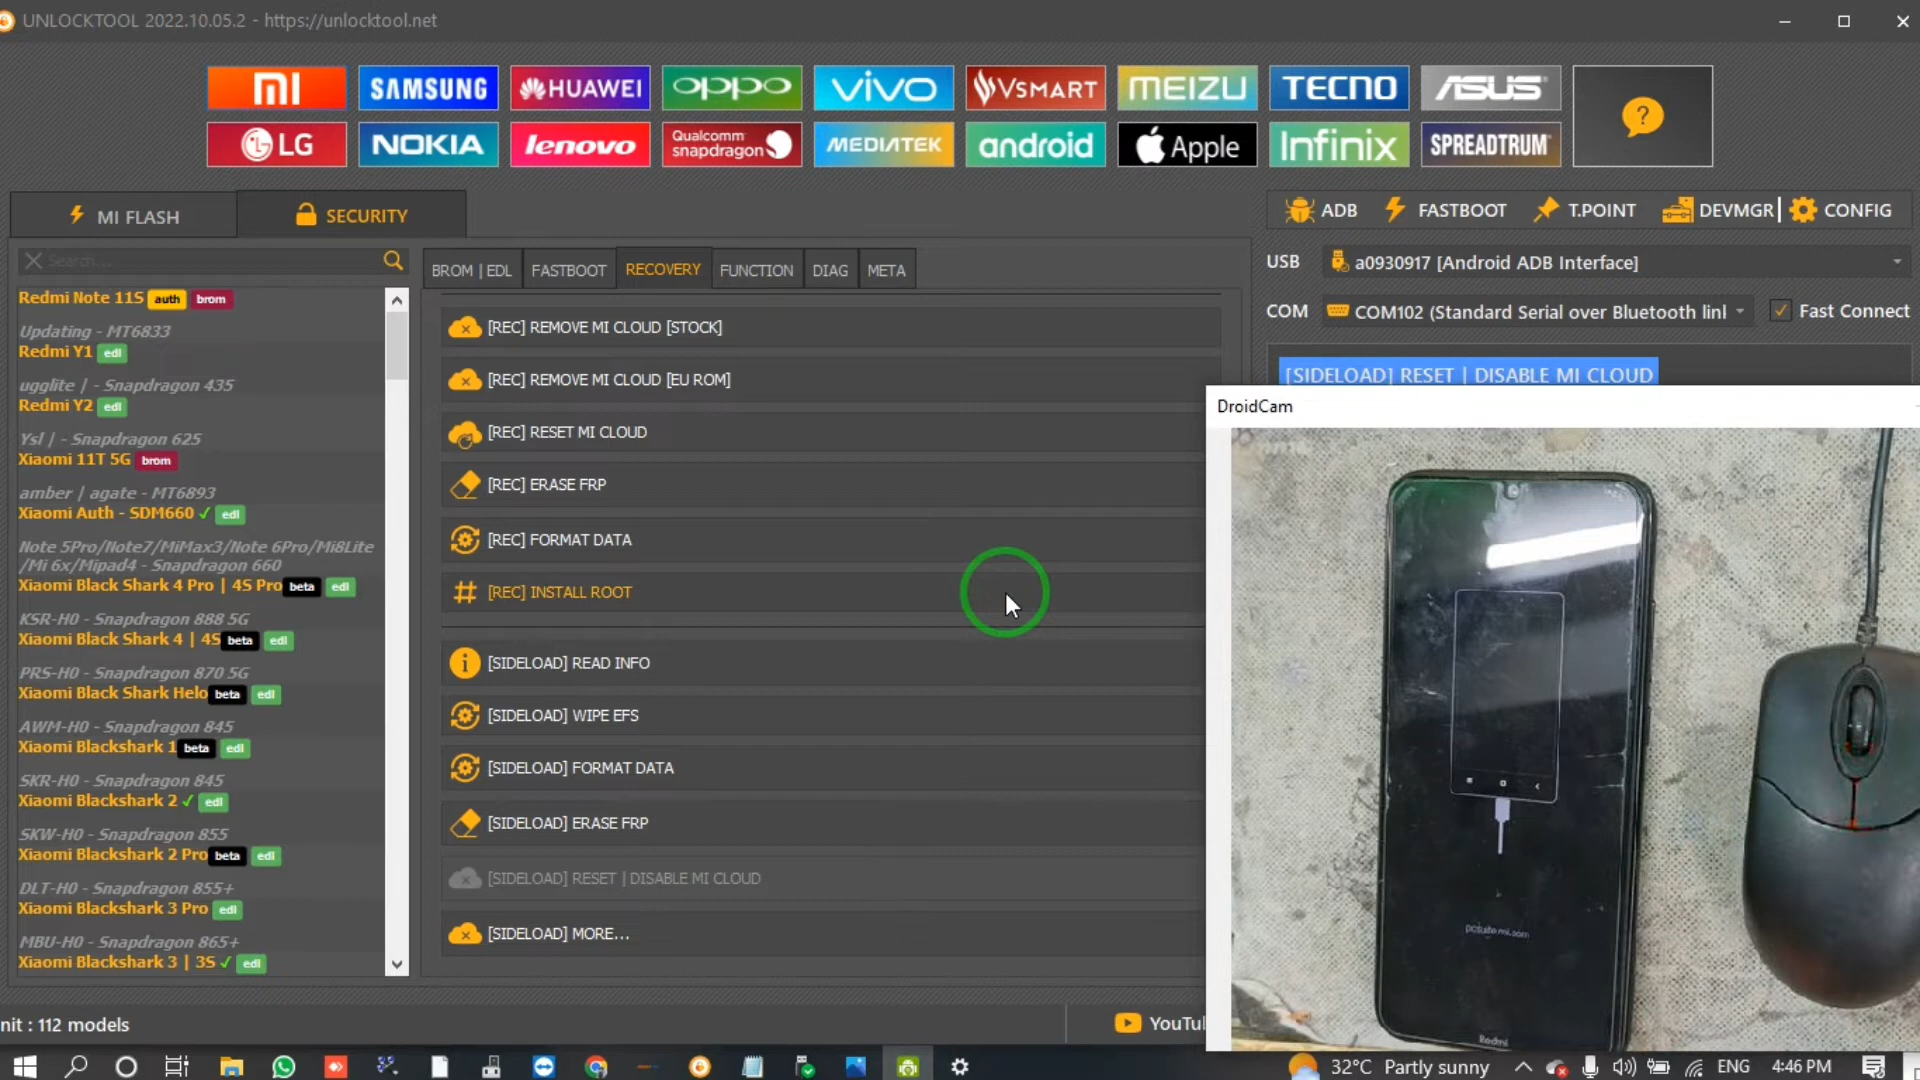 UNLOCKTOOL 2022.10.05.2 - https://unlocktool.net
MI
SAMSUNG
HUAWEI
oppo
vivo
VSMART
MEIZU
TECNO
ASUS
?
LG
NOKIA
lenovo
Qualcomm
snapdragon
MEDIATEK
android
Apple
Infinix
SPREADTRUM
MI FLASH
SECURITY
ADB
FASTBOOT
T.POINT
DEVMGR
CONFIG
Search...
BROM | EDL
FASTBOOT
RECOVERY
FUNCTION
DIAG
META
USB
a0930917 [Android ADB Interface]
COM
COM102 (Standard Serial over Bluetooth linl
Fast Connect
Redmi Note 11S auth brom
Updating - MT6833
Redmi Y1 edl
ugglite | - Snapdragon 435
Redmi Y2 edl
Ysl | - Snapdragon 625
Xiaomi 11T 5G brom
amber | agate - MT6893
Xiaomi Auth - SDM660 ✓ edl
Note 5Pro/Note7/MiMax3/Note 6Pro/Mi8Lite
/Mi 6x/Mipad4 - Snapdragon 660
Xiaomi Black Shark 4 Pro | 4S Pro beta edl
KSR-H0 - Snapdragon 888 5G
Xiaomi Black Shark 4 | 4S beta edl
PRS-H0 - Snapdragon 870 5G
Xiaomi Black Shark Helo beta edl
AWM-H0 - Snapdragon 845
Xiaomi Blackshark 1 beta edl
SKR-H0 - Snapdragon 845
Xiaomi Blackshark 2 ✓ edl
SKW-H0 - Snapdragon 855
Xiaomi Blackshark 2 Pro beta edl
DLT-H0 - Snapdragon 855+
Xiaomi Blackshark 3 Pro edl
MBU-H0 - Snapdragon 865+
Xiaomi Blackshark 3 | 3S ✓ edl
[REC] REMOVE MI CLOUD [STOCK]
[REC] REMOVE MI CLOUD [EU ROM]
[REC] RESET MI CLOUD
[REC] ERASE FRP
[REC] FORMAT DATA
[REC] INSTALL ROOT
[SIDELOAD] READ INFO
[SIDELOAD] WIPE EFS
[SIDELOAD] FORMAT DATA
[SIDELOAD] ERASE FRP
[SIDELOAD] RESET | DISABLE MI CLOUD
[SIDELOAD] MORE...
[SIDELOAD] RESET | DISABLE MI CLOUD
DroidCam
pcsuite.mi.com
Redmi
nit : 112 models
YouTu
32°C Partly sunny
ENG
4:46 PM